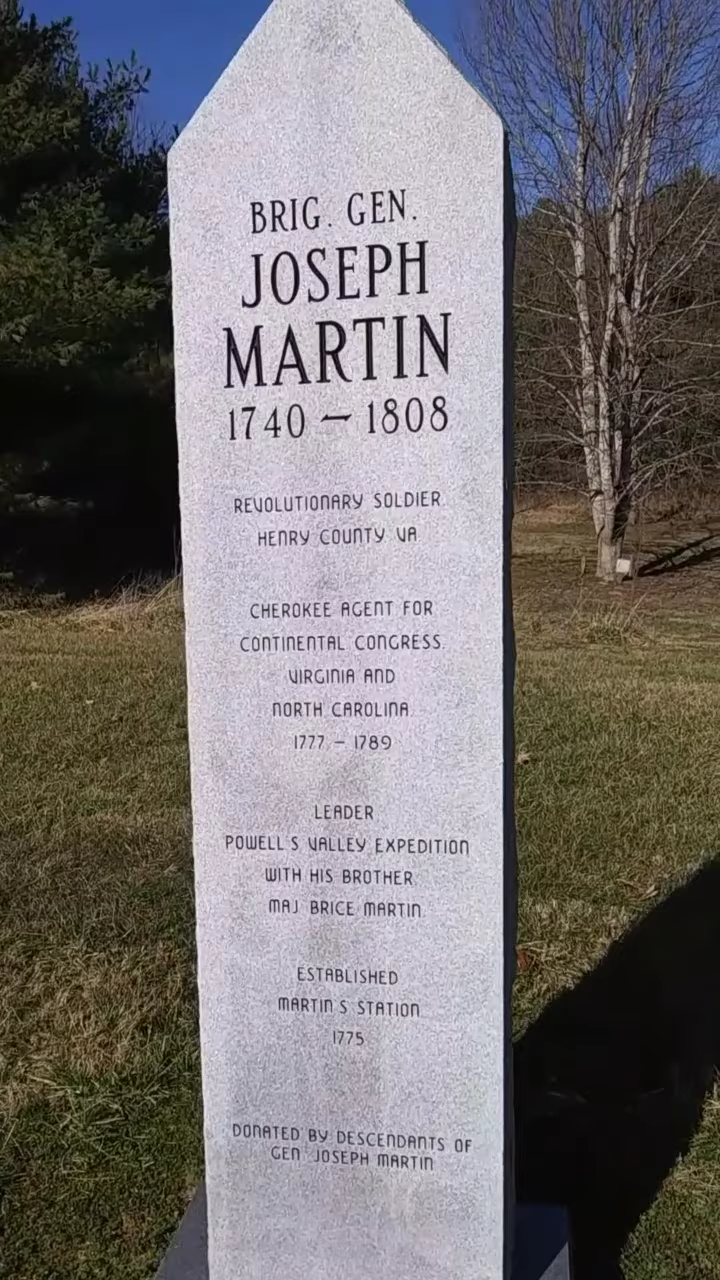 BRIG. GEN.
JOSEPH
MARTIN
1740 – 1808
REVOLUTIONARY SOLDIER
HENRY COUNTY VA
CHEROKEE AGENT FOR
CONTINENTAL CONGRESS.
VIRGINIA AND
NORTH CAROLINA.
1777 – 1789
LEADER
POWELL'S VALLEY EXPEDITION
WITH HIS BROTHER,
MAJ. BRICE MARTIN.
ESTABLISHED
MARTIN'S STATION
1775
DONATED BY DESCENDANTS OF
GEN. JOSEPH MARTIN